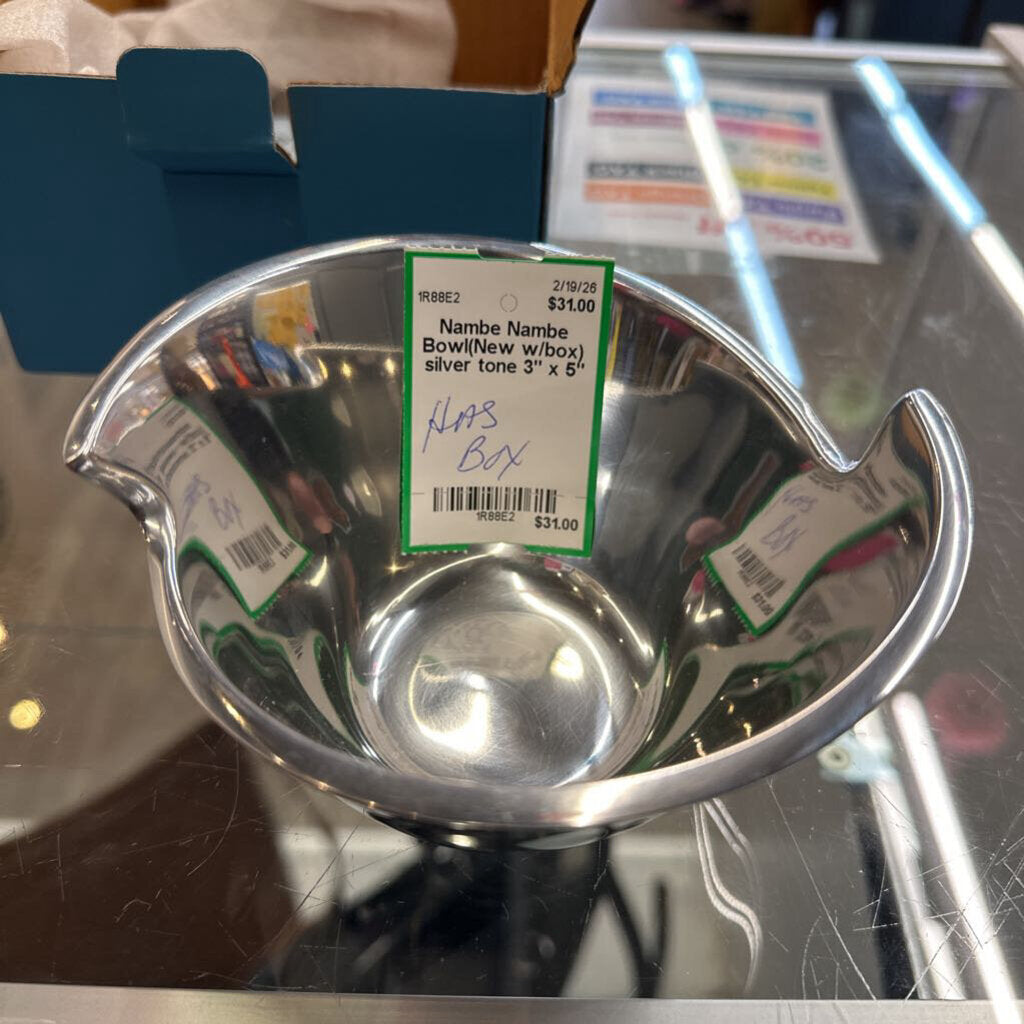 1R88E2
2/19/26
$31.00
Nambe Nambe
Bowl(New w/box)
silver tone 3" x 5"
HAS
BOX
1R88E2
$31.00